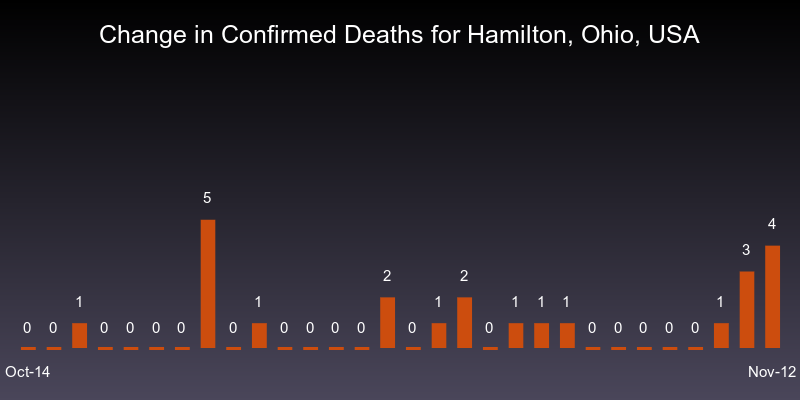 Change in Confirmed Deaths for Hamilton, Ohio, USA
0 0 1 0 0 0 0 5 0 1 0 0 0 0 2 0 1 2 0 1 1 1 0 0 0 0 0 1 3 4
Oct-14 Nov-12